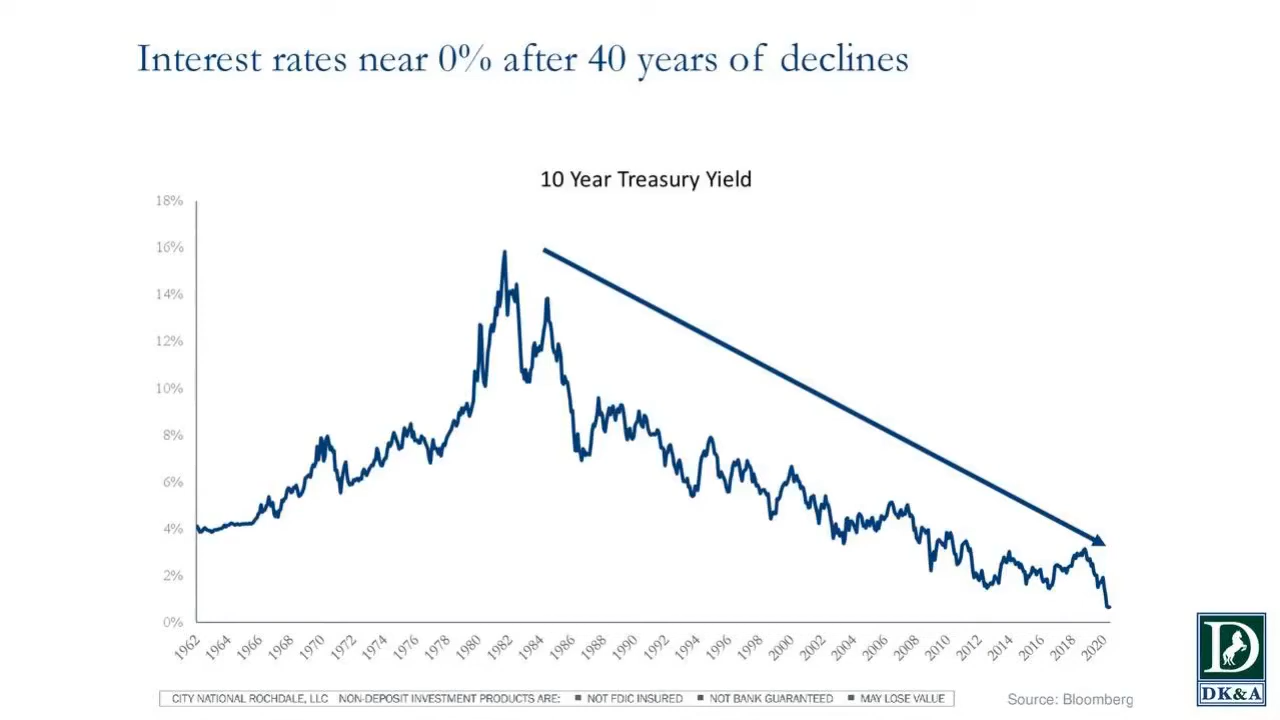 Interest rates near 0% after 40 years of declines
10 Year Treasury Yield
18%
16%
14%
12%
10%
8%
6%
4%
2%
0%
1962 1964 1966 1968 1970 1972 1974 1976 1978 1980 1982 1984 1986 1988 1990 1992 1994 1996 1998 2000 2002 2004 2006 2008 2010 2012 2014 2016 2018 2020
CITY NATIONAL ROCHDALE, LLC NON-DEPOSIT INVESTMENT PRODUCTS ARE: ■ NOT FDIC INSURED ■ NOT BANK GUARANTEED ■ MAY LOSE VALUE
Source: Bloomberg
D
DK&A